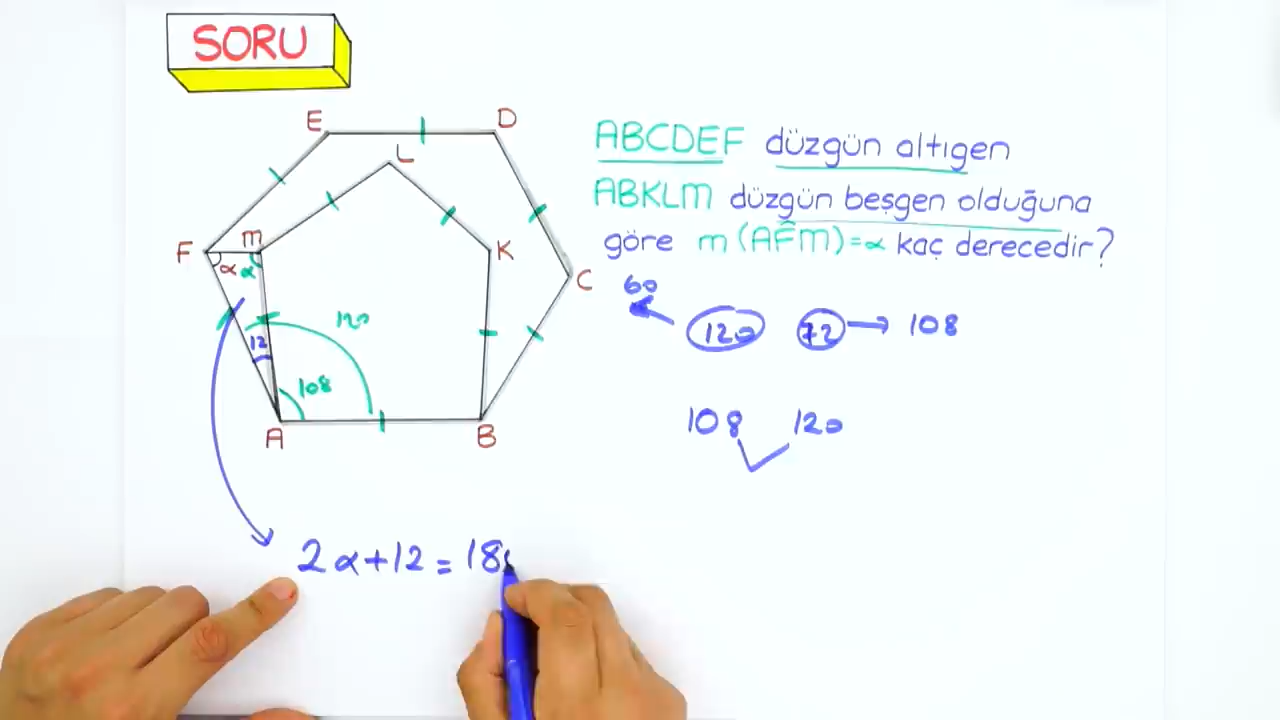 SORU
E
D
L
F
M
K
α
α
C
12
120
108
A
B
ABCDEF düzgün altıgen
ABKLM düzgün beşgen olduğuna
göre m(AFM)=α kaç derecedir?
60
120
72
108
108
120
2α+12=18